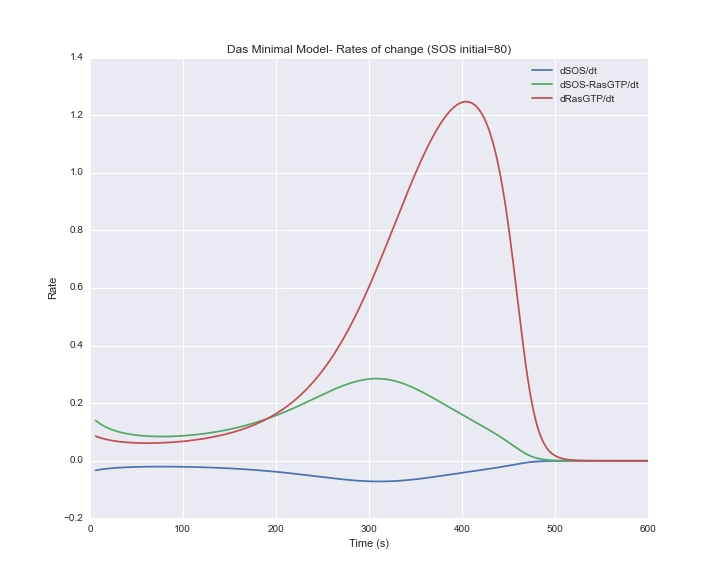 Das Minimal Model- Rates of change (SOS initial=80)
1.4
1.2
1.0
0.8
0.6
0.4
0.2
0.0
−0.2
Rate
dSOS/dt
dSOS-RasGTP/dt
dRasGTP/dt
0 100 200 300 400 500 600
Time (s)